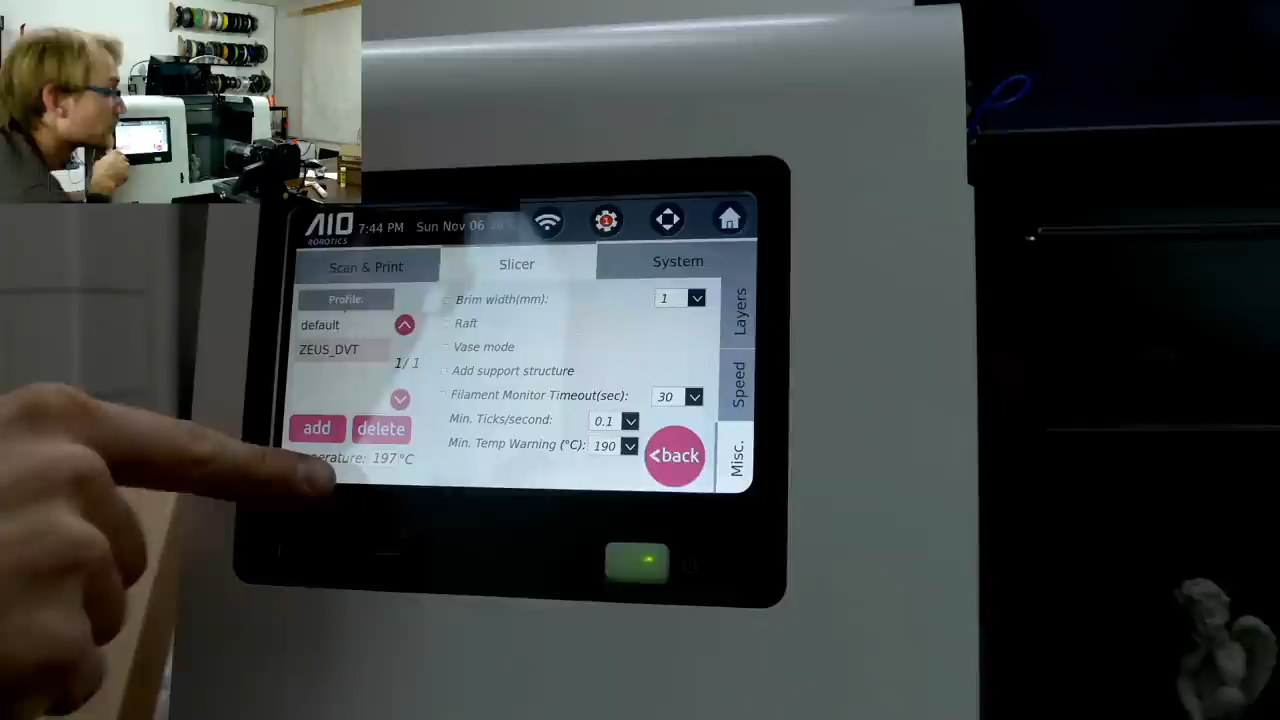 AIO
ROBOTICS
7:44 PM Sun Nov 06
1
Scan & Print
Slicer
System
Profile:
default
ZEUS_DVT
1/1
add
delete
erature: 197°C
Brim width(mm): 1
Raft
Vase mode
Add support structure
Filament Monitor Timeout(sec): 30
Min. Ticks/second: 0.1
Min. Temp Warning (°C): 190
<back
Layers
Speed
Misc.